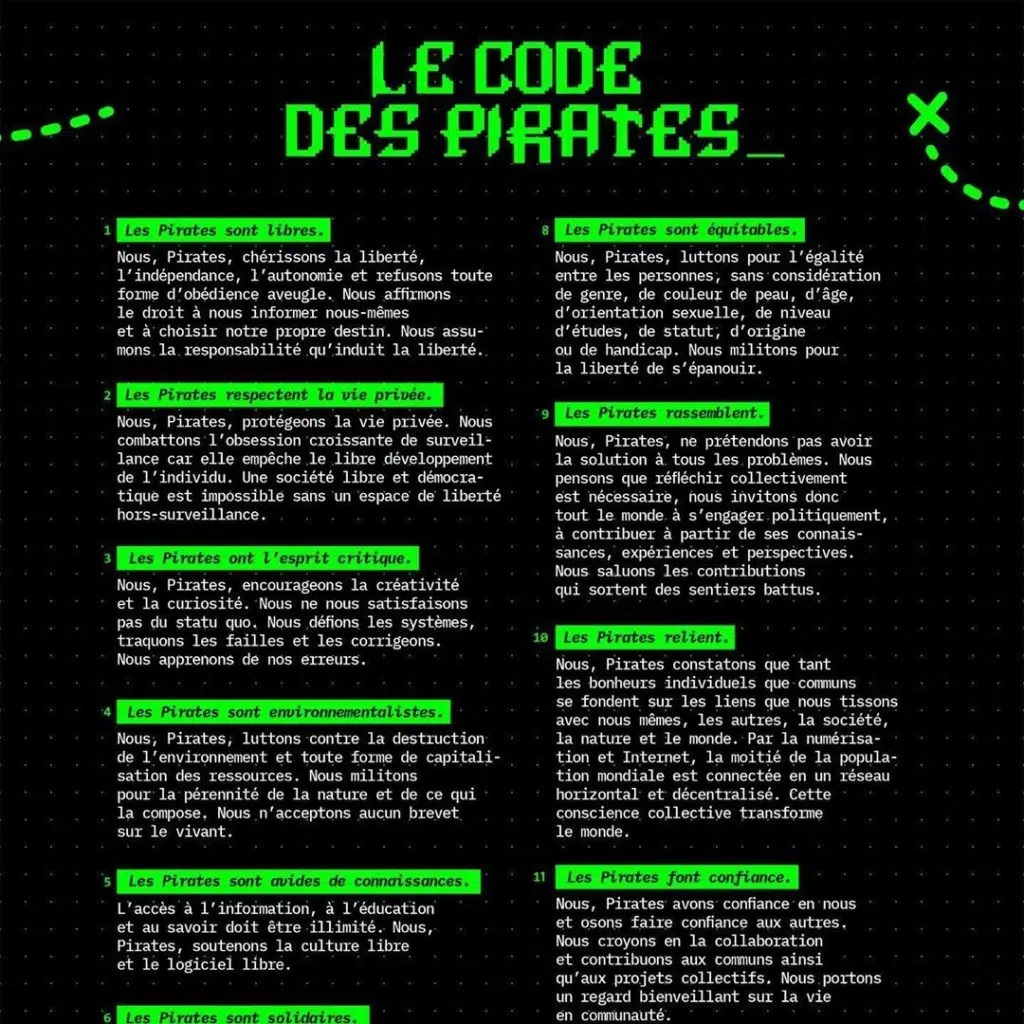 LE CODE
DES PIRATES_
1 Les Pirates sont libres.
Nous, Pirates, chérissons la liberté,
l’indépendance, l’autonomie et refusons toute
forme d’obédience aveugle. Nous affirmons
le droit à nous informer nous-mêmes
et à choisir notre propre destin. Nous assu-
mons la responsabilité qu’induit la liberté.
2 Les Pirates respectent la vie privée.
Nous, Pirates, protégeons la vie privée. Nous
combattons l’obsession croissante de surveil-
lance car elle empêche le libre développement
de l’individu. Une société libre et démocra-
tique est impossible sans un espace de liberté
hors-surveillance.
3 Les Pirates ont l’esprit critique.
Nous, Pirates, encourageons la créativité
et la curiosité. Nous ne nous satisfaisons
pas du statu quo. Nous défions les systèmes,
traquons les failles et les corrigeons.
Nous apprenons de nos erreurs.
4 Les Pirates sont environnementalistes.
Nous, Pirates, luttons contre la destruction
de l’environnement et toute forme de capitali-
sation des ressources. Nous militons
pour la pérennité de la nature et de ce qui
la compose. Nous n’acceptons aucun brevet
sur le vivant.
5 Les Pirates sont avides de connaissances.
L’accès à l’information, à l’éducation
et au savoir doit être illimité. Nous,
Pirates, soutenons la culture libre
et le logiciel libre.
6 Les Pirates sont solidaires.
8 Les Pirates sont équitables.
Nous, Pirates, luttons pour l’égalité
entre les personnes, sans considération
de genre, de couleur de peau, d’âge,
d’orientation sexuelle, de niveau
d’études, de statut, d’origine
ou de handicap. Nous militons pour
la liberté de s’épanouir.
9 Les Pirates rassemblent.
Nous, Pirates, ne prétendons pas avoir
la solution à tous les problèmes. Nous
pensons que réfléchir collectivement
est nécessaire, nous invitons donc
tout le monde à s’engager politiquement,
à contribuer à partir de ses connais-
sances, expériences et perspectives.
Nous saluons les contributions
qui sortent des sentiers battus.
10 Les Pirates relient.
Nous, Pirates constatons que tant
les bonheurs individuels que communs
se fondent sur les liens que nous tissons
avec nous mêmes, les autres, la société,
la nature et le monde. Par la numérisa-
tion et Internet, la moitié de la popula-
tion mondiale est connectée en un réseau
horizontal et décentralisé. Cette
conscience collective transforme
le monde.
11 Les Pirates font confiance.
Nous, Pirates avons confiance en nous
et osons faire confiance aux autres.
Nous croyons en la collaboration
et contribuons aux communs ainsi
qu’aux projets collectifs. Nous portons
un regard bienveillant sur la vie
en communauté.